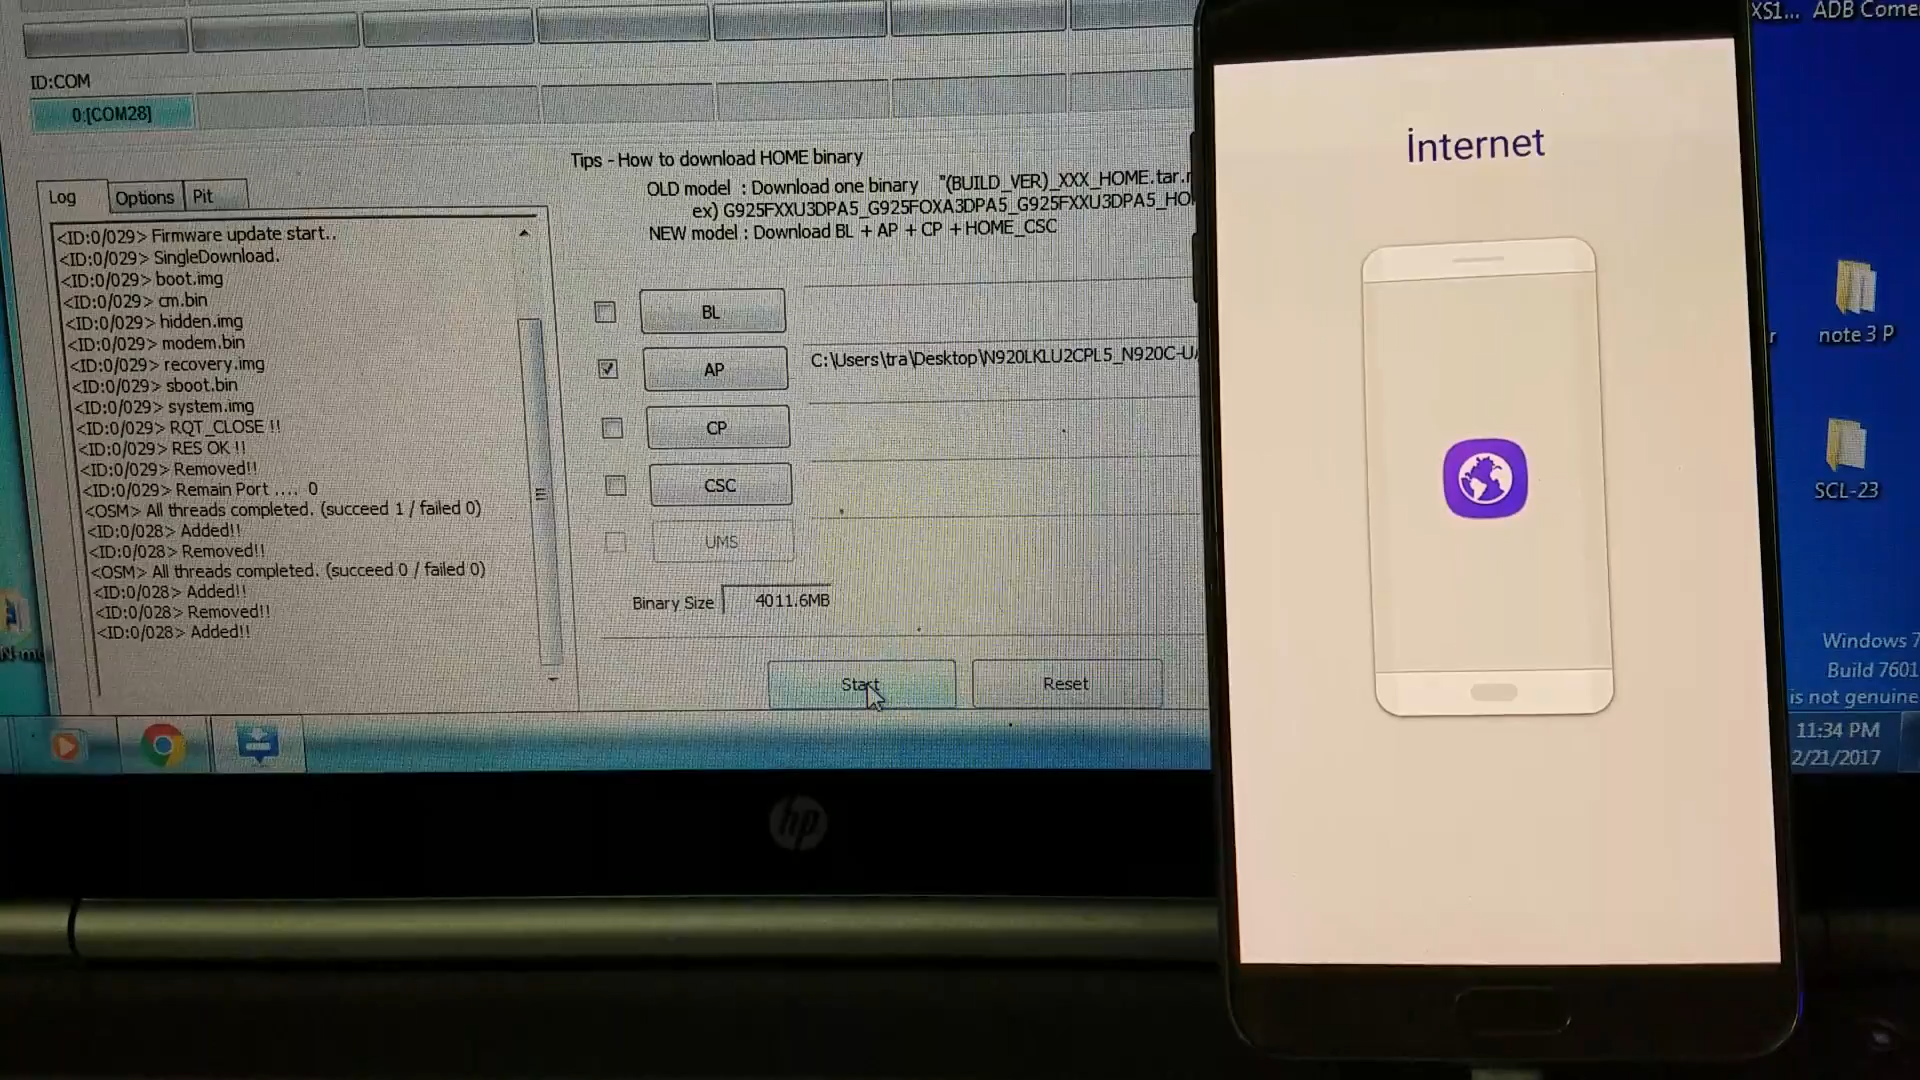 ID:COM
0:[COM28]
Log
Options
Pit
<ID:0/029> Firmware update start..
<ID:0/029> SingleDownload.
<ID:0/029> boot.img
<ID:0/029> cm.bin
<ID:0/029> hidden.img
<ID:0/029> modem.bin
<ID:0/029> recovery.img
<ID:0/029> sboot.bin
<ID:0/029> system.img
<ID:0/029> RQT_CLOSE !!
<ID:0/029> RES OK !!
<ID:0/029> Removed!!
<ID:0/029> Remain Port .... 0
<OSM> All threads completed. (succeed 1 / failed 0)
<ID:0/028> Added!!
<ID:0/028> Removed!!
<OSM> All threads completed. (succeed 0 / failed 0)
<ID:0/028> Added!!
<ID:0/028> Removed!!
<ID:0/028> Added!!
Tips - How to download HOME binary
OLD model : Download one binary "(BUILD_VER)_XXX_HOME.tar.
ex) G925FXXU3DPA5_G925FOXA3DPA5_G925FXXU3DPA5_HO
NEW model : Download BL + AP + CP + HOME_CSC
BL
AP
C:\Users\tra\Desktop\N920LKLU2CPL5_N920C-U
CP
CSC
UMS
Binary Size 4011.6MB
Start
Reset
hp
İnternet
XS1... ADB Come
note 3 P
SCL-23
Windows 7
Build 7601
is not genuine
11:34 PM
2/21/2017